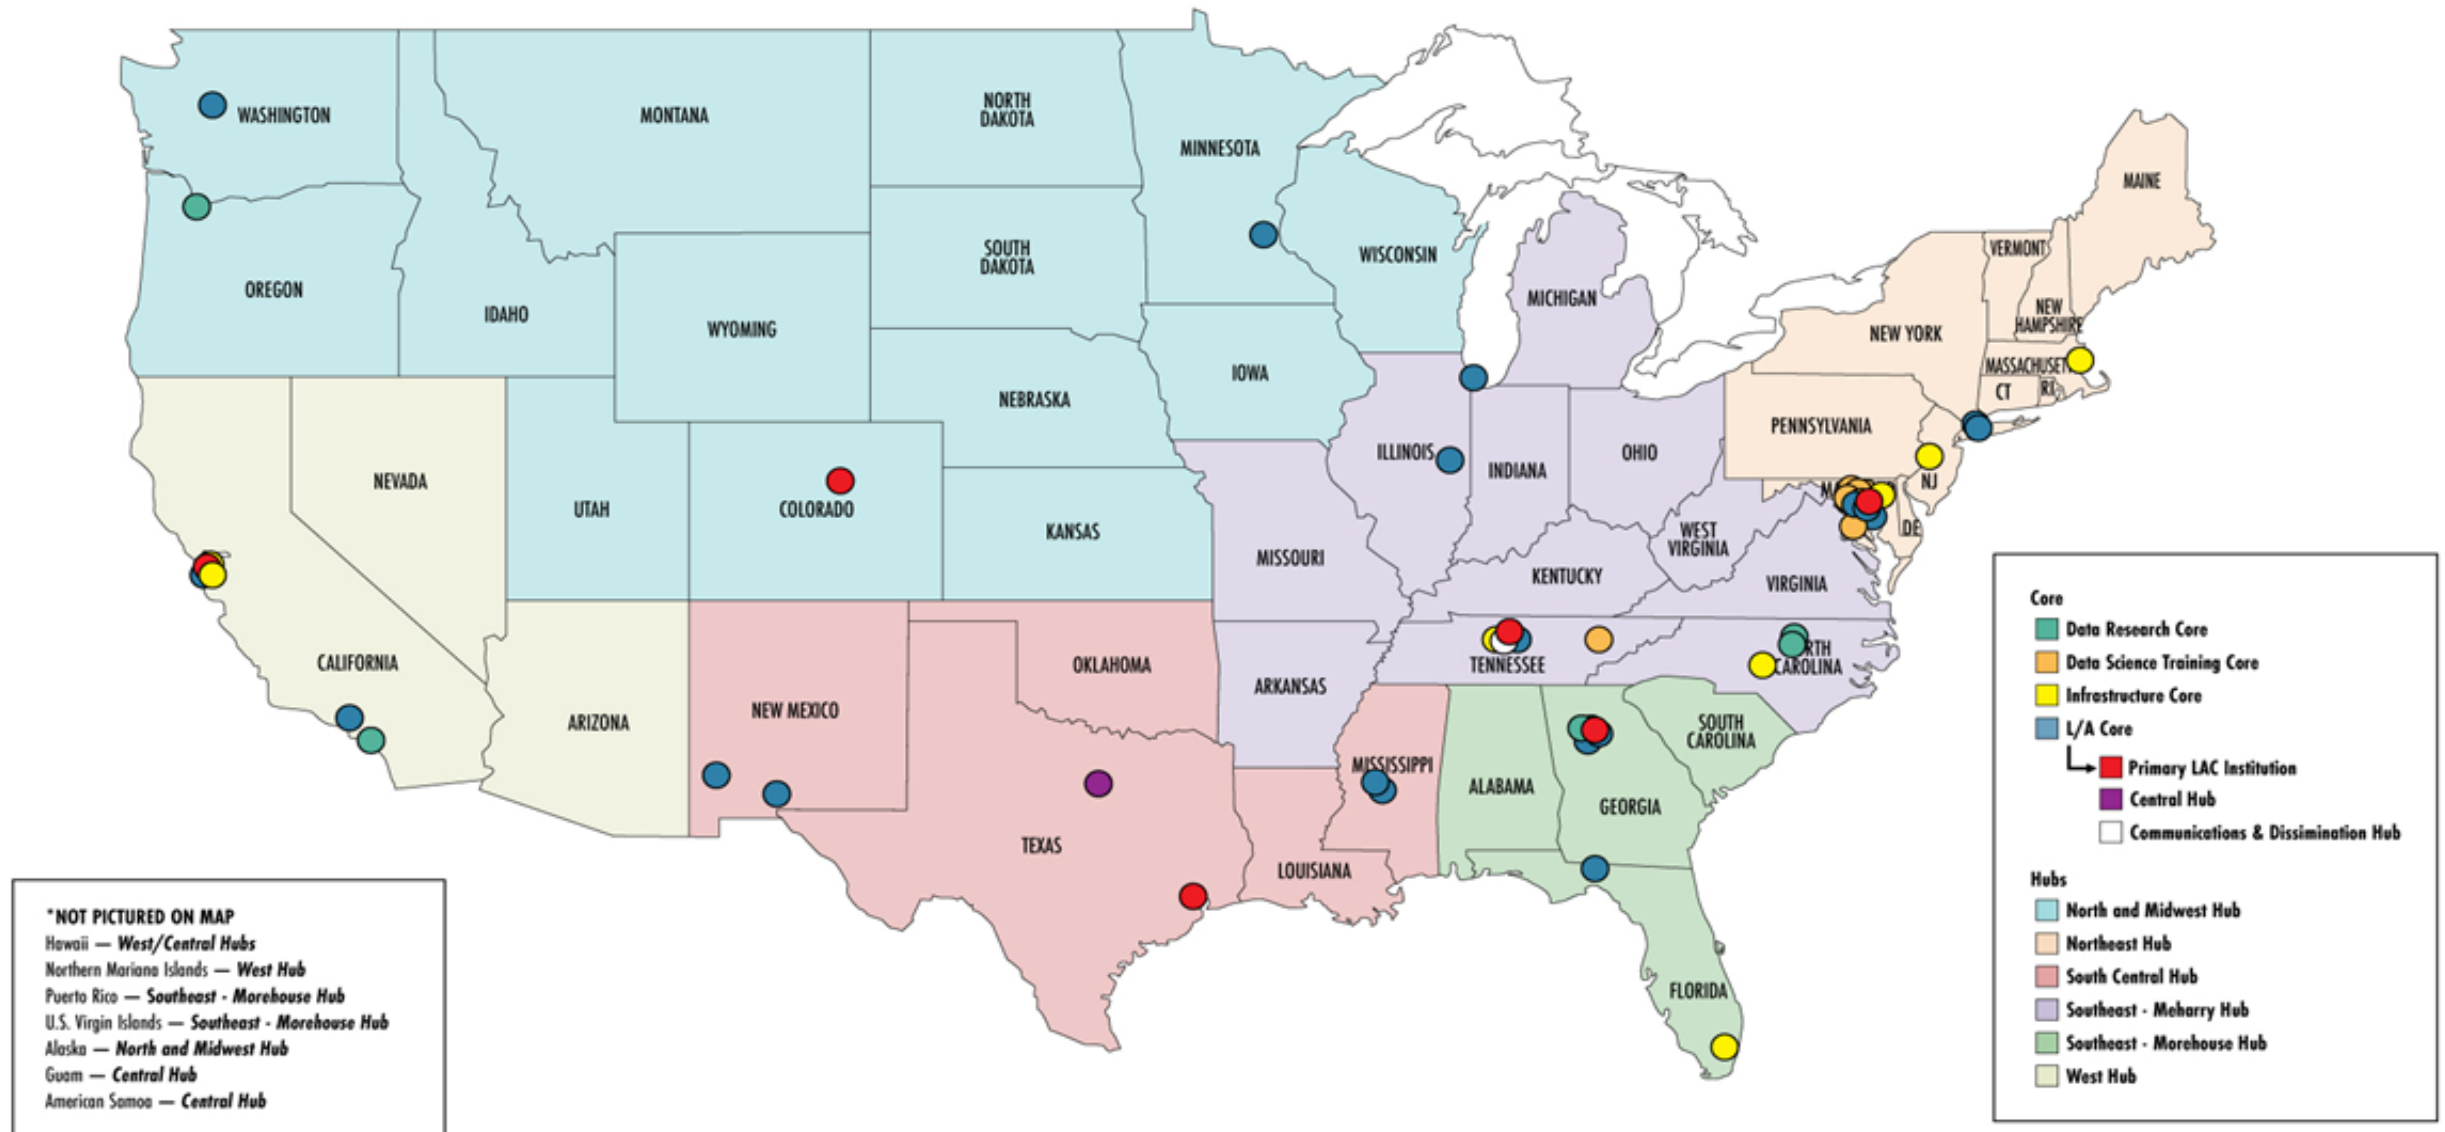 WASHINGTON
MONTANA
NORTH
DAKOTA
MINNESOTA
MAINE
OREGON
IDAHO
WYOMING
SOUTH
DAKOTA
WISCONSIN
MICHIGAN
VERMONT
NEW
HAMPSHIRE
NEW YORK
MASSACHUSET
CT
RI
NEVADA
UTAH
COLORADO
NEBRASKA
IOWA
KANSAS
ILLINOIS
INDIANA
OHIO
PENNSYLVANIA
NJ
M
DE
MISSOURI
WEST
VIRGINIA
KENTUCKY
VIRGINIA
CALIFORNIA
ARIZONA
NEW MEXICO
OKLAHOMA
ARKANSAS
TENNESSEE
RTH
CAROLINA
SOUTH
CAROLINA
MISSISSIPPI
ALABAMA
GEORGIA
TEXAS
LOUISIANA
FLORIDA
*NOT PICTURED ON MAP
Hawaii — West/Central Hubs
Northern Mariana Islands — West Hub
Puerto Rico — Southeast - Morehouse Hub
U.S. Virgin Islands — Southeast - Morehouse Hub
Alaska — North and Midwest Hub
Guam — Central Hub
American Samoa — Central Hub
Core
Data Research Core
Data Science Training Core
Infrastructure Core
L/A Core
Primary LAC Institution
Central Hub
Communications & Dissimination Hub
Hubs
North and Midwest Hub
Northeast Hub
South Central Hub
Southeast - Meharry Hub
Southeast - Morehouse Hub
West Hub